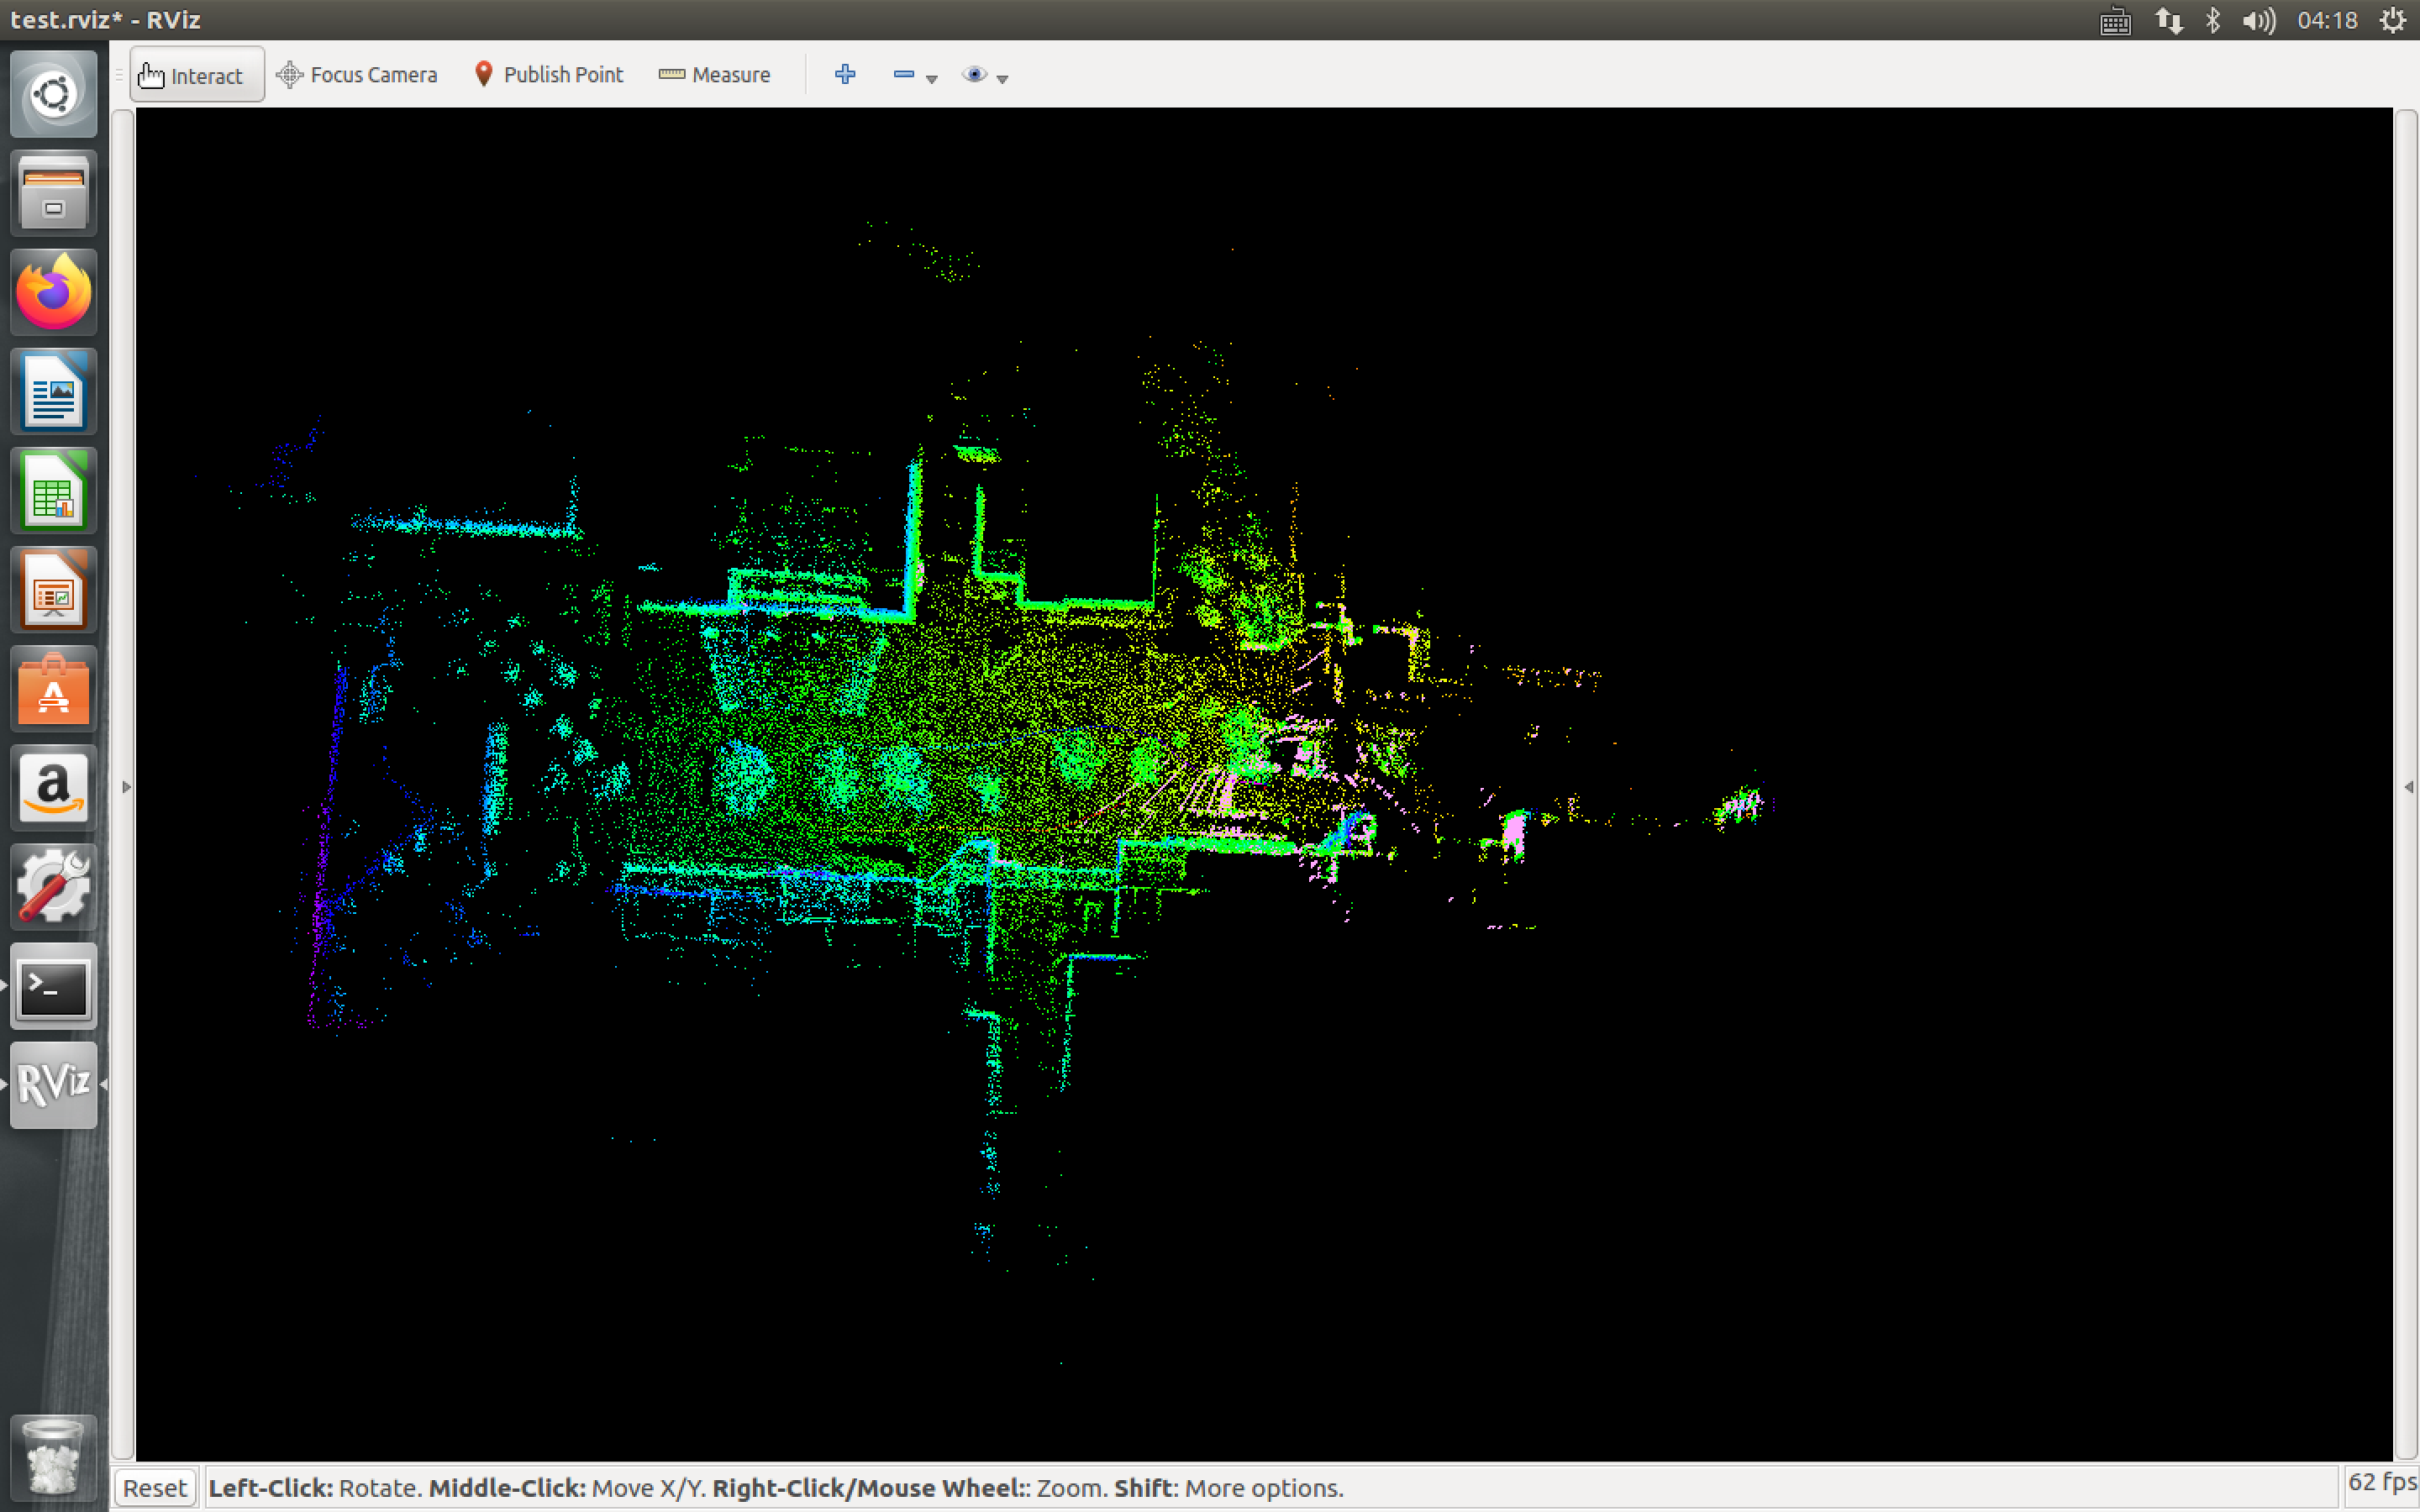 test.rviz* - RViz
04:18
Interact
Focus Camera
Publish Point
Measure
a
RViz
Reset
Left-Click: Rotate. Middle-Click: Move X/Y. Right-Click/Mouse Wheel:: Zoom. Shift: More options.
62 fps